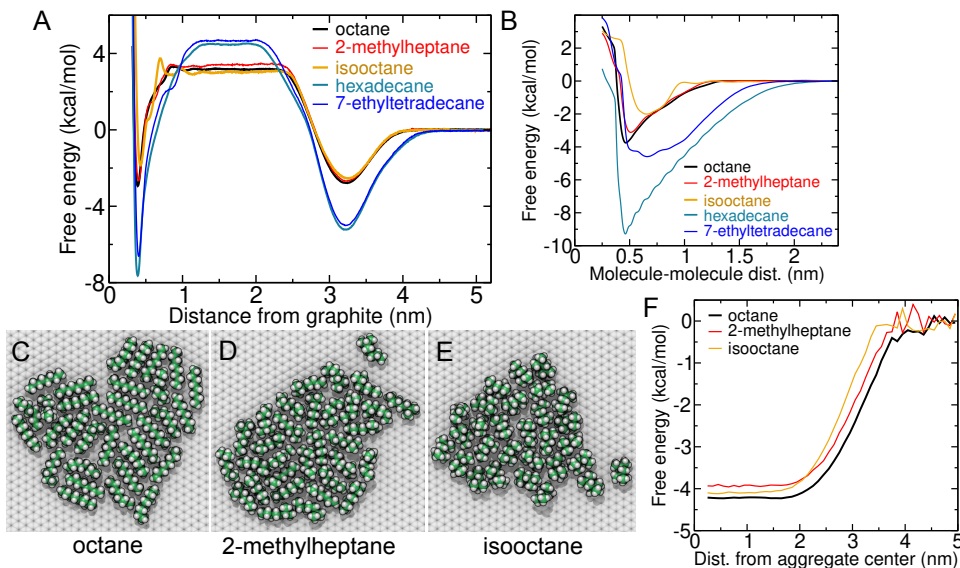 A
Free energy (kcal/mol)
4
0
-4
-8
octane
2-methylheptane
isooctane
hexadecane
7-ethyltetradecane
0
1
2
3
4
5
Distance from graphite (nm)
B
Free energy (kcal/mol)
4
2
0
-2
-4
-6
-8
-10
octane
2-methylheptane
isooctane
hexadecane
7-ethyltetradecane
0
0.5
1
1.5
2
Molecule-molecule dist. (nm)
C
octane
D
2-methylheptane
E
isooctane
F
Free energy (kcal/mol)
0
-1
-2
-3
-4
-5
octane
2-methylheptane
isooctane
0
1
2
3
4
5
Dist. from aggregate center (nm)